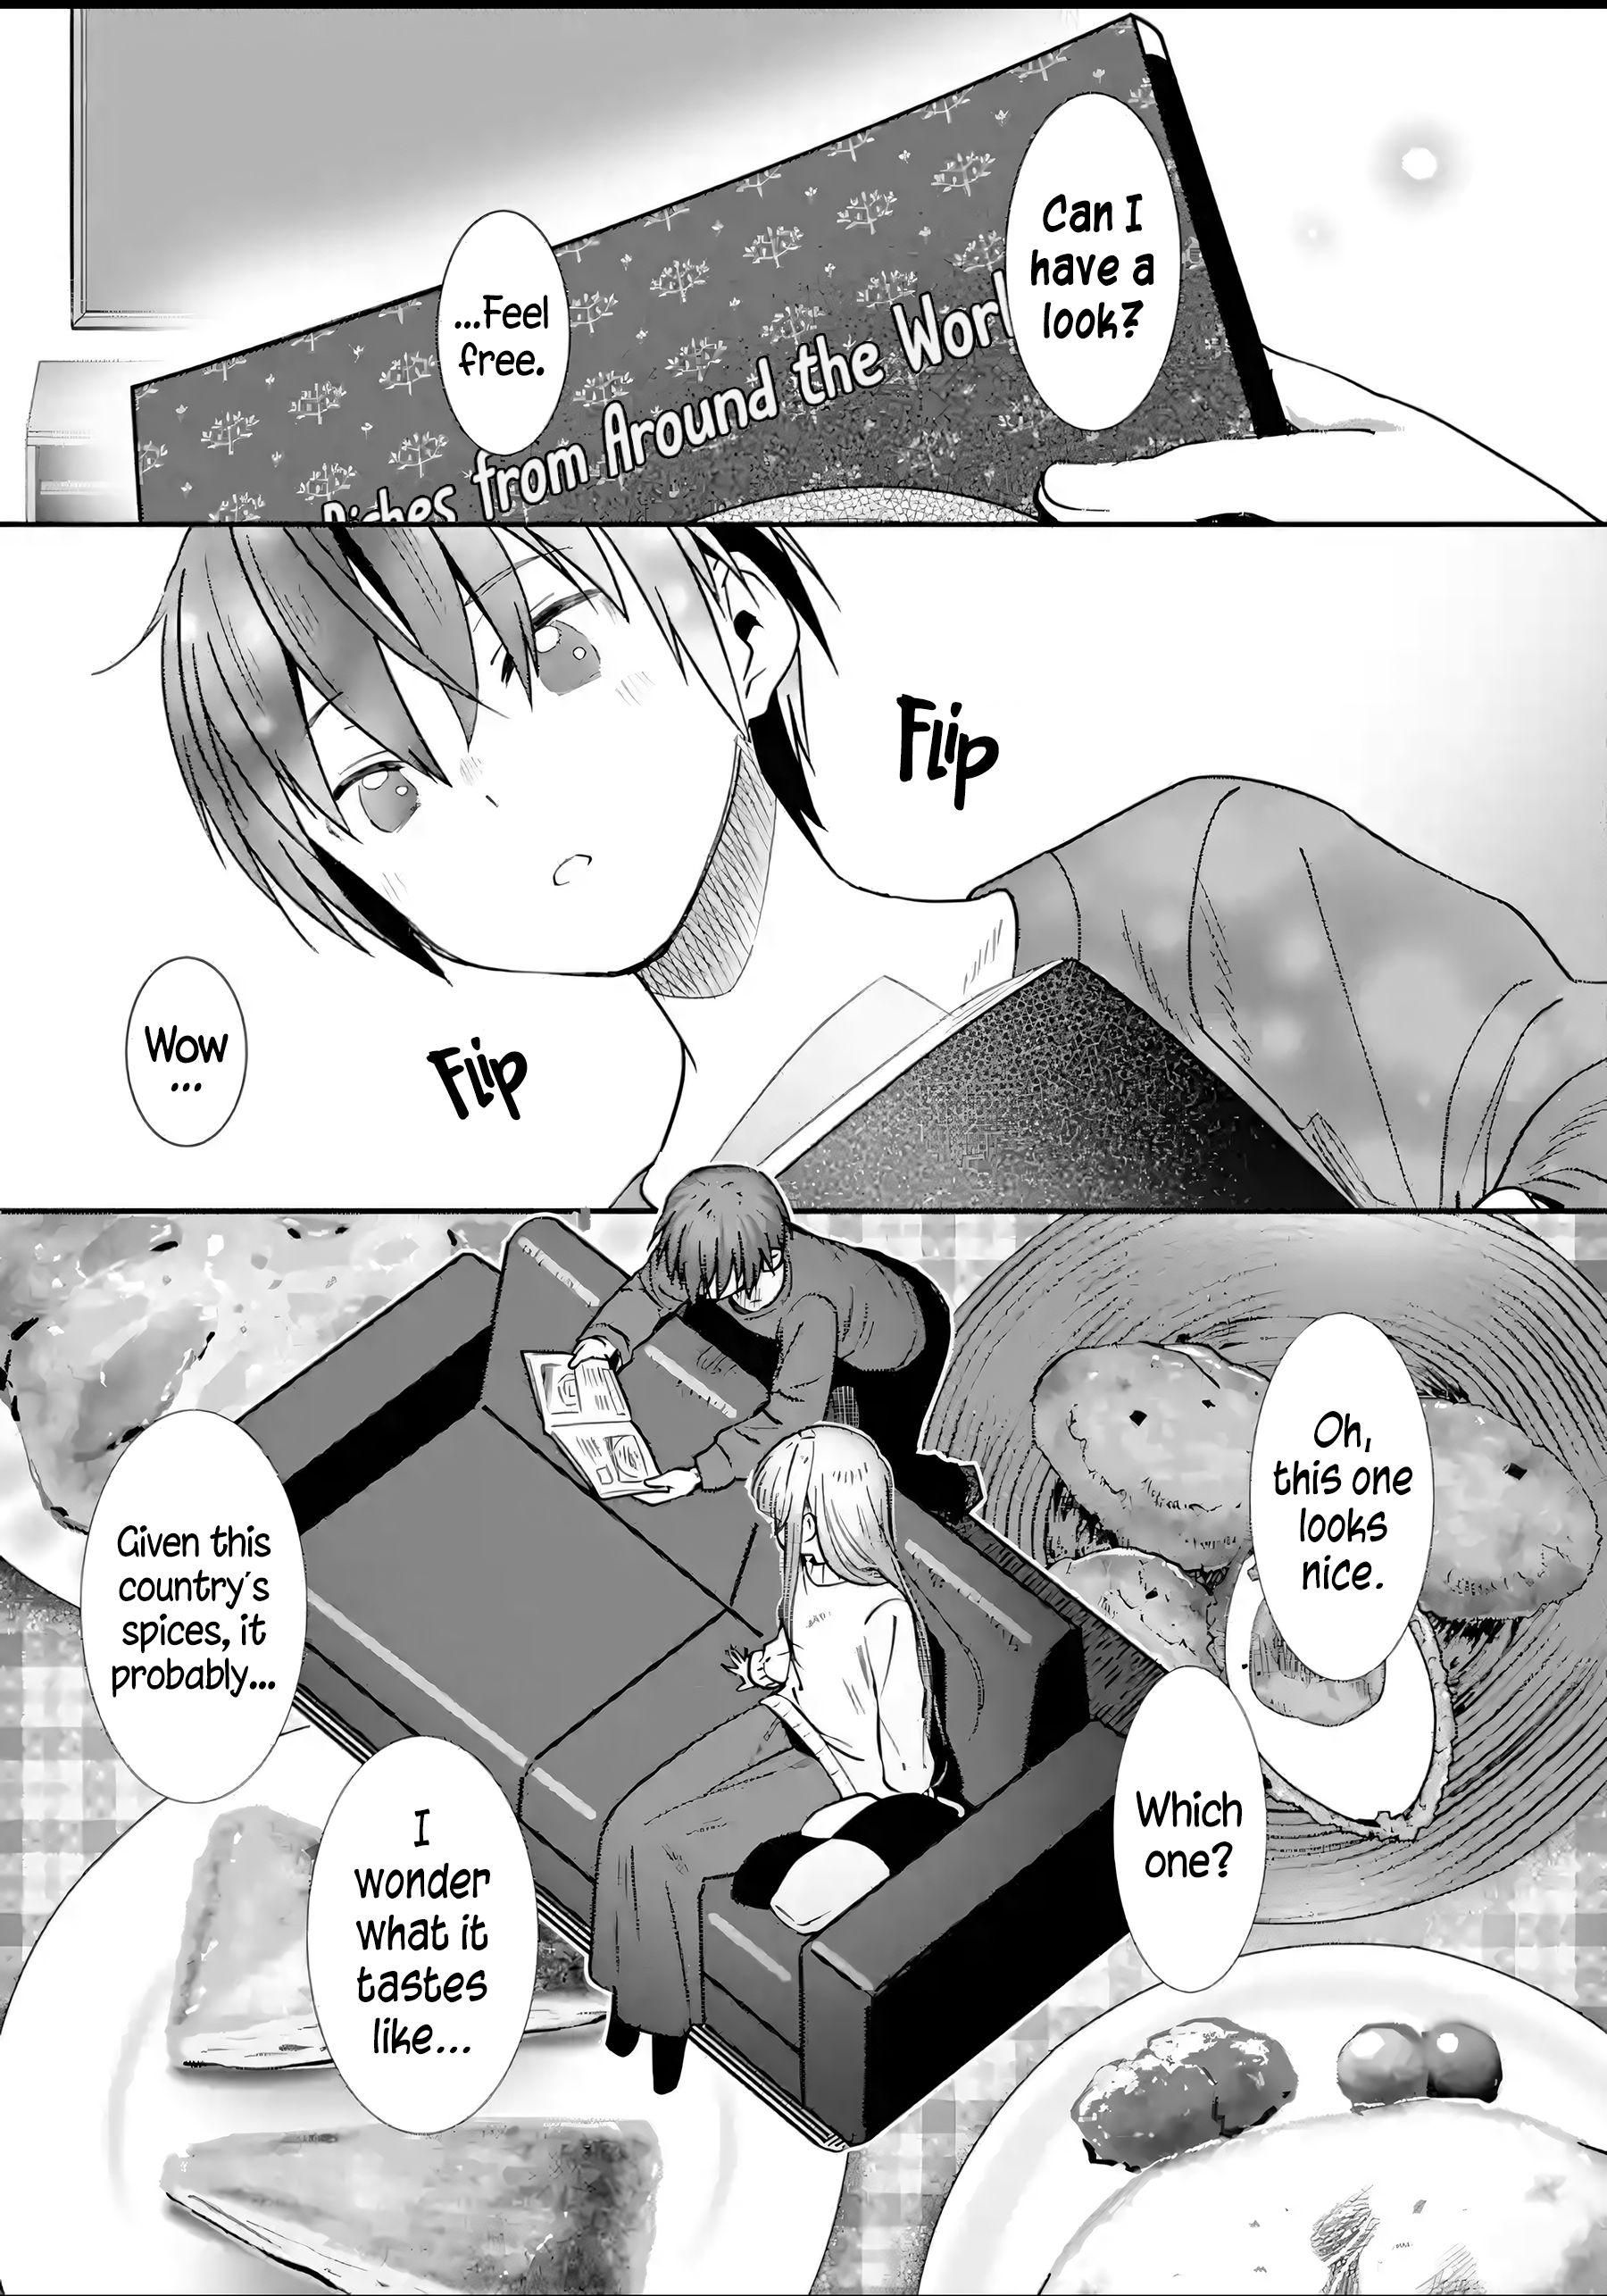 Can I
have a
look?
...Feel
free.
Dishes from Around the Worl
Flip
Flip
Wow
...
Oh,
this one
looks
nice.
Which
one?
Given this
country's
spices, it
probably...
I
wonder
what it
tastes
like...